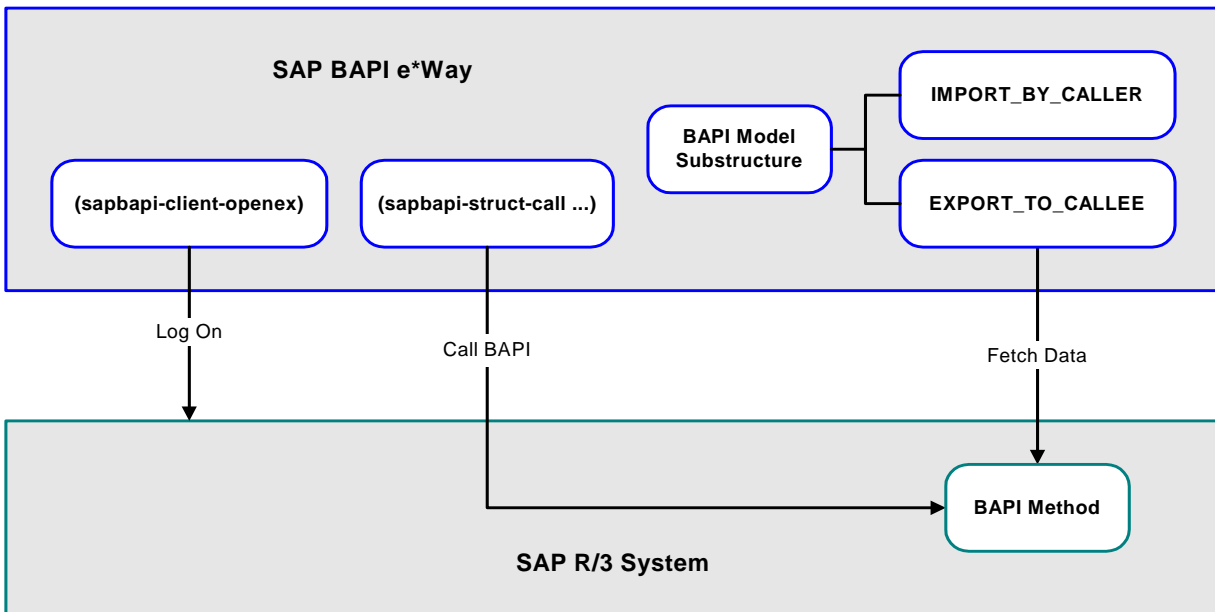 SAP BAPI e*Way
IMPORT_BY_CALLER
BAPI Model
Substructure
(sapbapi-client-openex)
(sapbapi-struct-call ...)
EXPORT_TO_CALLEE
Log On
Call BAPI
Fetch Data
BAPI Method
SAP R/3 System